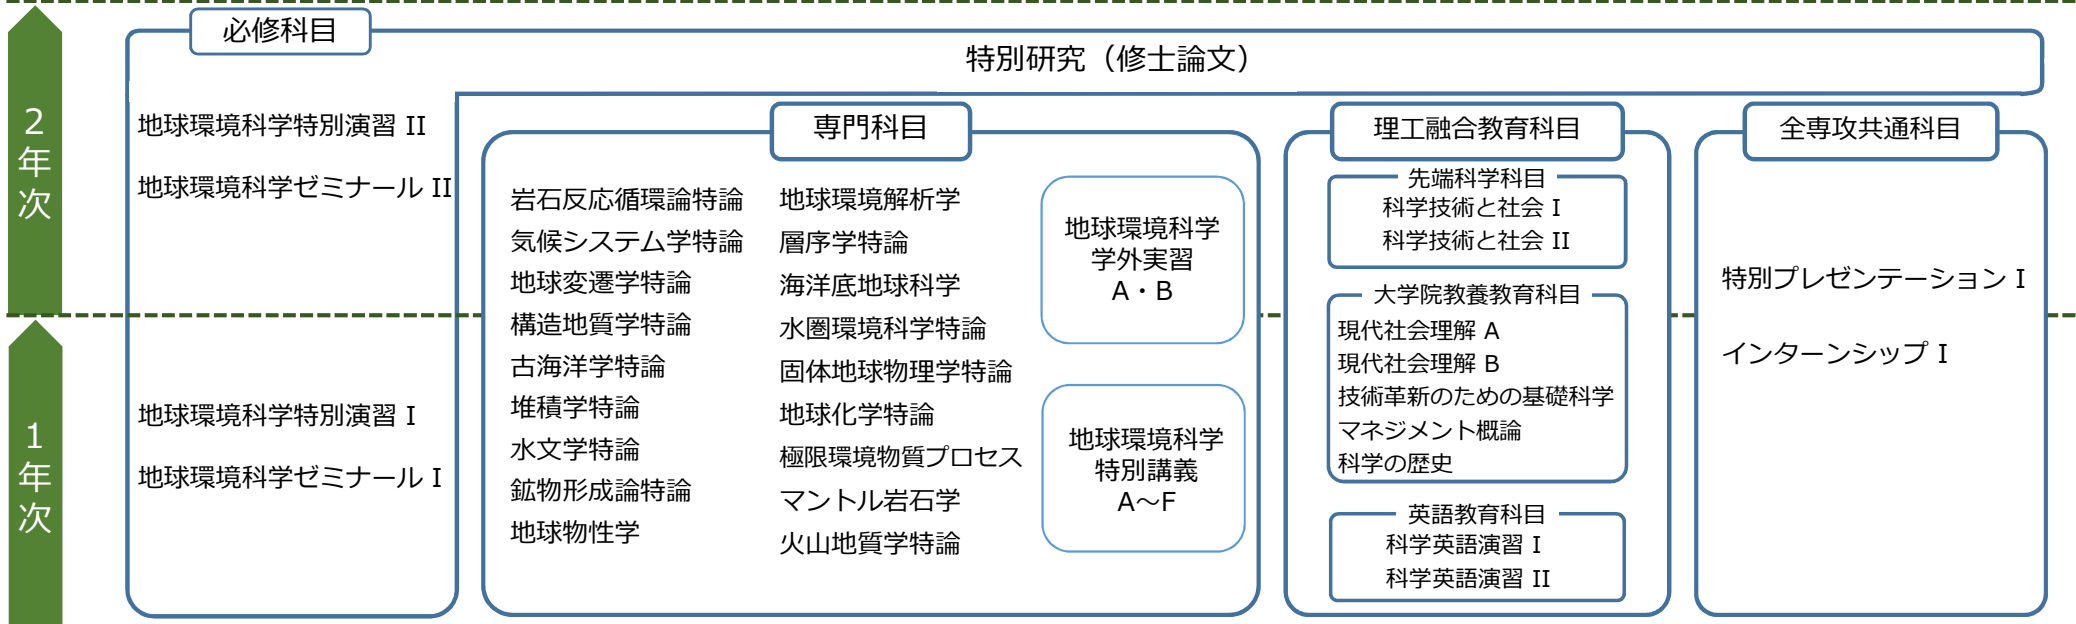 必修科目
特別研究（修士論文）
2
年
次
地球環境科学特別演習 II
地球環境科学ゼミナール II
1
年
次
地球環境科学特別演習 I
地球環境科学ゼミナール I
専門科目
岩石反応循環論特論
気候システム学特論
地球変遷学特論
構造地質学特論
古海洋学特論
堆積学特論
水文学特論
鉱物形成論特論
地球物性学
地球環境解析学
層序学特論
海洋底地球科学
水圏環境科学特論
固体地球物理学特論
地球化学特論
極限環境物質プロセス
マントル岩石学
火山地質学特論
地球環境科学
学外実習
A・B
地球環境科学
特別講義
A～F
理工融合教育科目
先端科学科目
科学技術と社会 I
科学技術と社会 II
大学院教養教育科目
現代社会理解 A
現代社会理解 B
技術革新のための基礎科学
マネジメント概論
科学の歴史
英語教育科目
科学英語演習 I
科学英語演習 II
全専攻共通科目
特別プレゼンテーション I
インターンシップ I